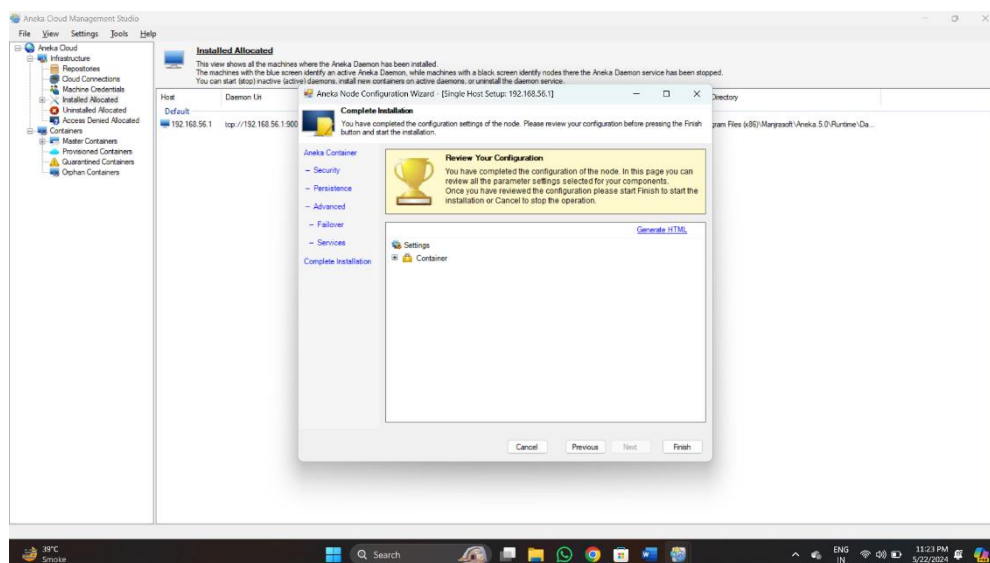 Aneka Cloud Management Studio
File View Settings Tools Help
Aneka Cloud
Infrastructure
Repositories
Cloud Connections
Machine Credentials
Installed Allocated
Uninstalled Allocated
Access Denied Allocated
Containers
Master Containers
Provisioned Containers
Quarantined Containers
Orphan Containers
Installed Allocated
This view shows all the machines where the Aneka Daemon has been installed.
The machines with the blue screen identify an active Aneka Daemon, while machines with a black screen identify nodes there the Aneka Daemon service has been stopped.
You can start (stop) inactive (active) daemons, install new containers on active daemons, or uninstall the daemon service.
Host Daemon Uri Directory
Default
192.168.56.1 tcp://192.168.56.1:900 gram Files (x86)\Manjrasoft\Aneka.5.0\Runtime\Da...
Aneka Node Configuration Wizard - [Single Host Setup: 192.168.56.1]
Complete Installation
You have completed the configuration settings of the node. Please review your configuration before pressing the Finish
button and start the installation.
Aneka Container
– Security
– Persistence
– Advanced
– Failover
– Services
Complete Installation
Review Your Configuration
You have completed the configuration of the node. In this page you can
review all the parameter settings selected for your components.
Once you have reviewed the configuration please start Finish to start the
installation or Cancel to stop the operation.
Generate HTML
Settings
Container
Cancel Previous Next Finish
39°C
Smoke
Search
ENG
IN
11:23 PM
5/22/2024